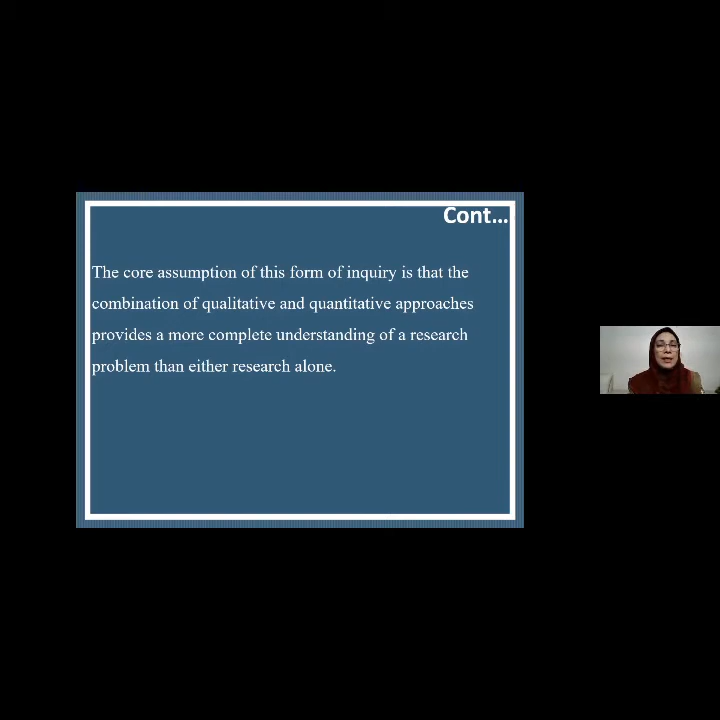 Cont...
The core assumption of this form of inquiry is that the
combination of qualitative and quantitative approaches
provides a more complete understanding of a research
problem than either research alone.